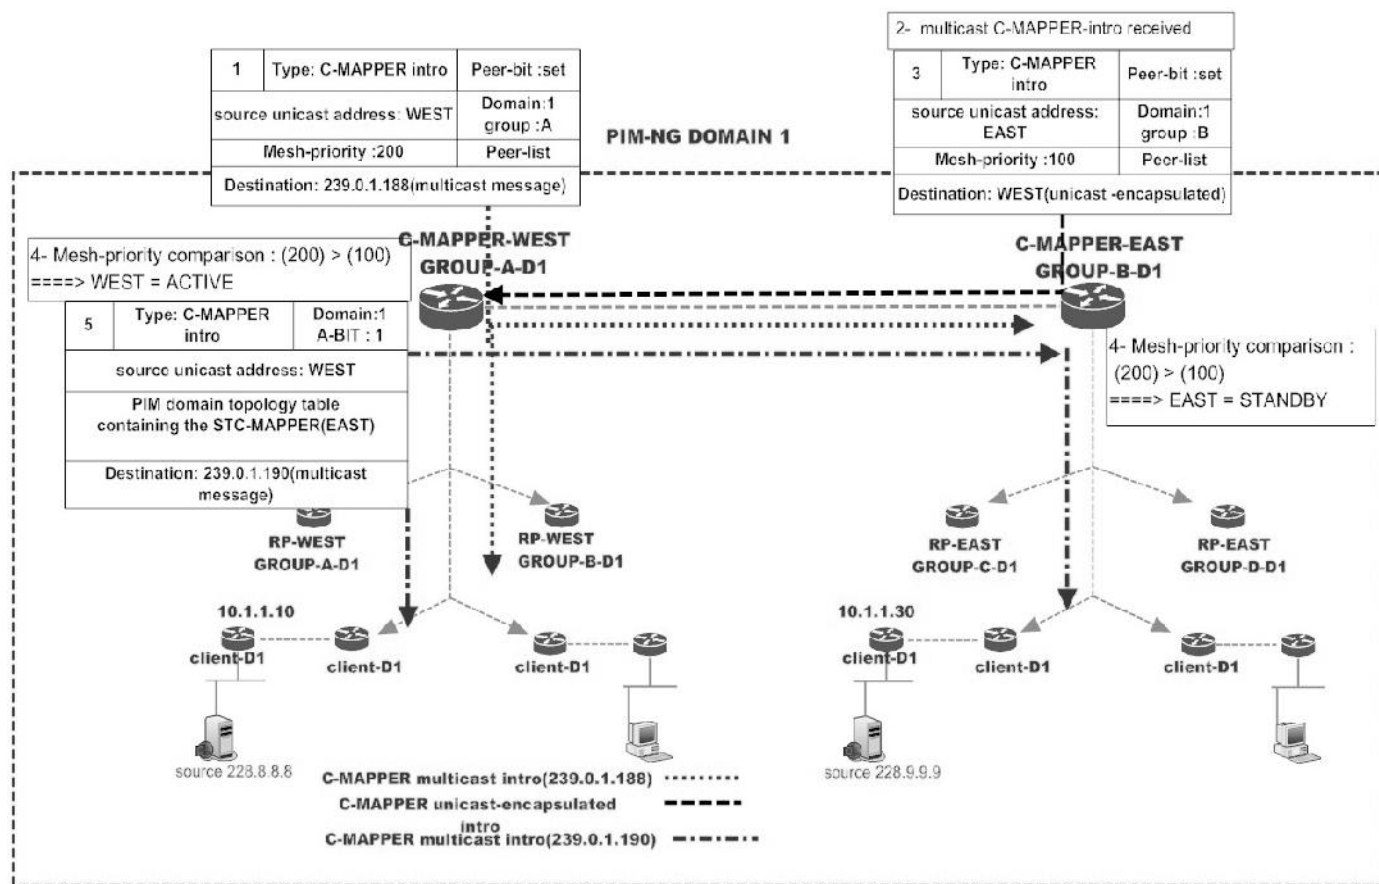 2- multicast C-MAPPER-intro received
1
Type: C-MAPPER intro
Peer-bit :set
source unicast address: WEST
Domain:1
group :A
Mesh-priority :200
Peer-list
Destination: 239.0.1.188(multicast message)
3
Type: C-MAPPER
intro
Peer-bit :set
source unicast address:
EAST
Domain:1
group :B
Mesh-priority :100
Peer-list
Destination: WEST(unicast -encapsulated)
PIM-NG DOMAIN 1
C-MAPPER-WEST
GROUP-A-D1
C-MAPPER-EAST
GROUP-B-D1
4- Mesh-priority comparison : (200) > (100)
====> WEST = ACTIVE
5
Type: C-MAPPER
intro
Domain:1
A-BIT : 1
source unicast address: WEST
PIM domain topology table
containing the STC-MAPPER(EAST)
Destination: 239.0.1.190(multicast
message)
4- Mesh-priority comparison :
(200) > (100)
====> EAST = STANDBY
RP-WEST
GROUP-A-D1
RP-WEST
GROUP-B-D1
RP-EAST
GROUP-C-D1
RP-EAST
GROUP-D-D1
10.1.1.10
client-D1
client-D1
client-D1
10.1.1.30
client-D1
client-D1
client-D1
source 228.8.8.8
source 228.9.9.9
C-MAPPER multicast intro(239.0.1.188)
C-MAPPER unicast-encapsulated
intro
C-MAPPER multicast intro(239.0.1.190)